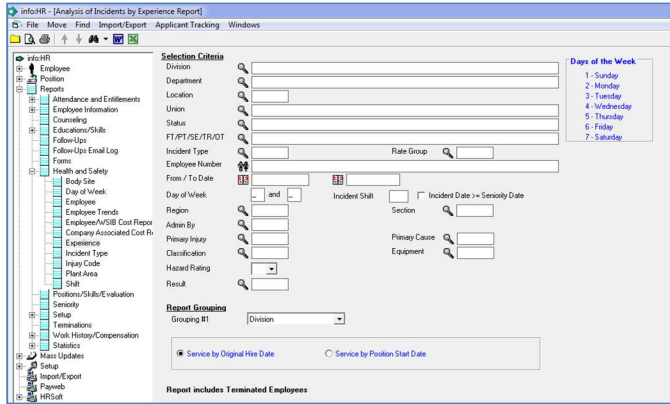 info:HR - [Analysis of Incidents by Experience Report]
File Move Find Import/Export Applicant Tracking Windows
info:HR
Employee
Position
Reports
Attendance and Entitlements
Employee Information
Counseling
Educations/Skills
Follow-Ups
Follow-Ups Email Log
Forms
Health and Safety
Body Site
Day of Week
Employee
Employee Trends
Employee/WSIB Cost Repor
Company Associated Cost R
Experience
Incident Type
Injury Code
Plant Area
Shift
Positions/Skills/Evaluation
Seniority
Setup
Terminations
Work History/Compensation
Statistics
Mass Updates
Setup
Import/Export
Payweb
HRSoft
Selection Criteria
Division
Department
Location
Union
Status
FT/PT/SE/TR/OT
Incident Type Rate Group
Employee Number
From / To Date
Day of Week _ and _ Incident Shift Incident Date >= Seniority Date
Region Section
Admin By
Primary Injury Primary Cause
Classification Equipment
Hazard Rating
Result
Report Grouping
Grouping #1 Division
Service by Original Hire Date Service by Position Start Date
Report includes Terminated Employees
Days of the Week
1 - Sunday
2 - Monday
3 - Tuesday
4 - Wednesday
5 - Thursday
6 - Friday
7 - Saturday